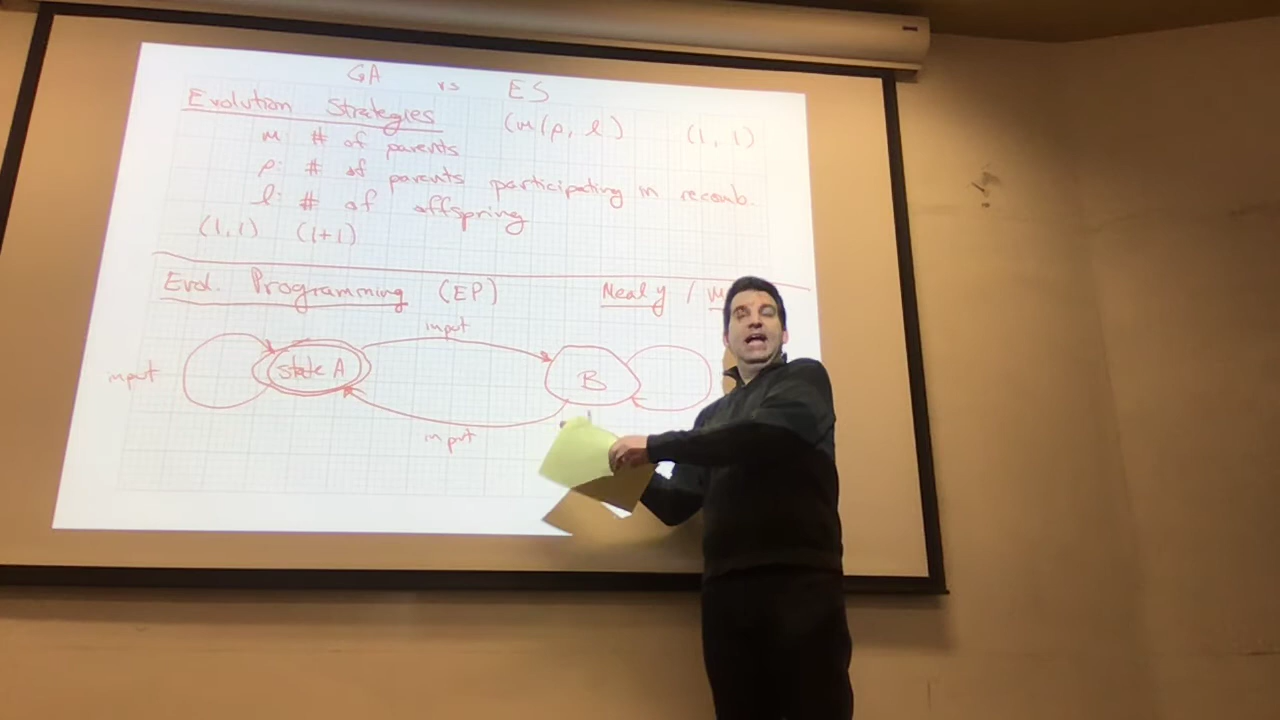 GA vs ES
Evolution Strategies (m/ρ, l) (1, 1)
m: # of parents
ρ: # of parents participating in recomb.
l: # of offspring
(1,1) (1+1)
Evol. Programming (EP) Mealy /
input
input state A B
input